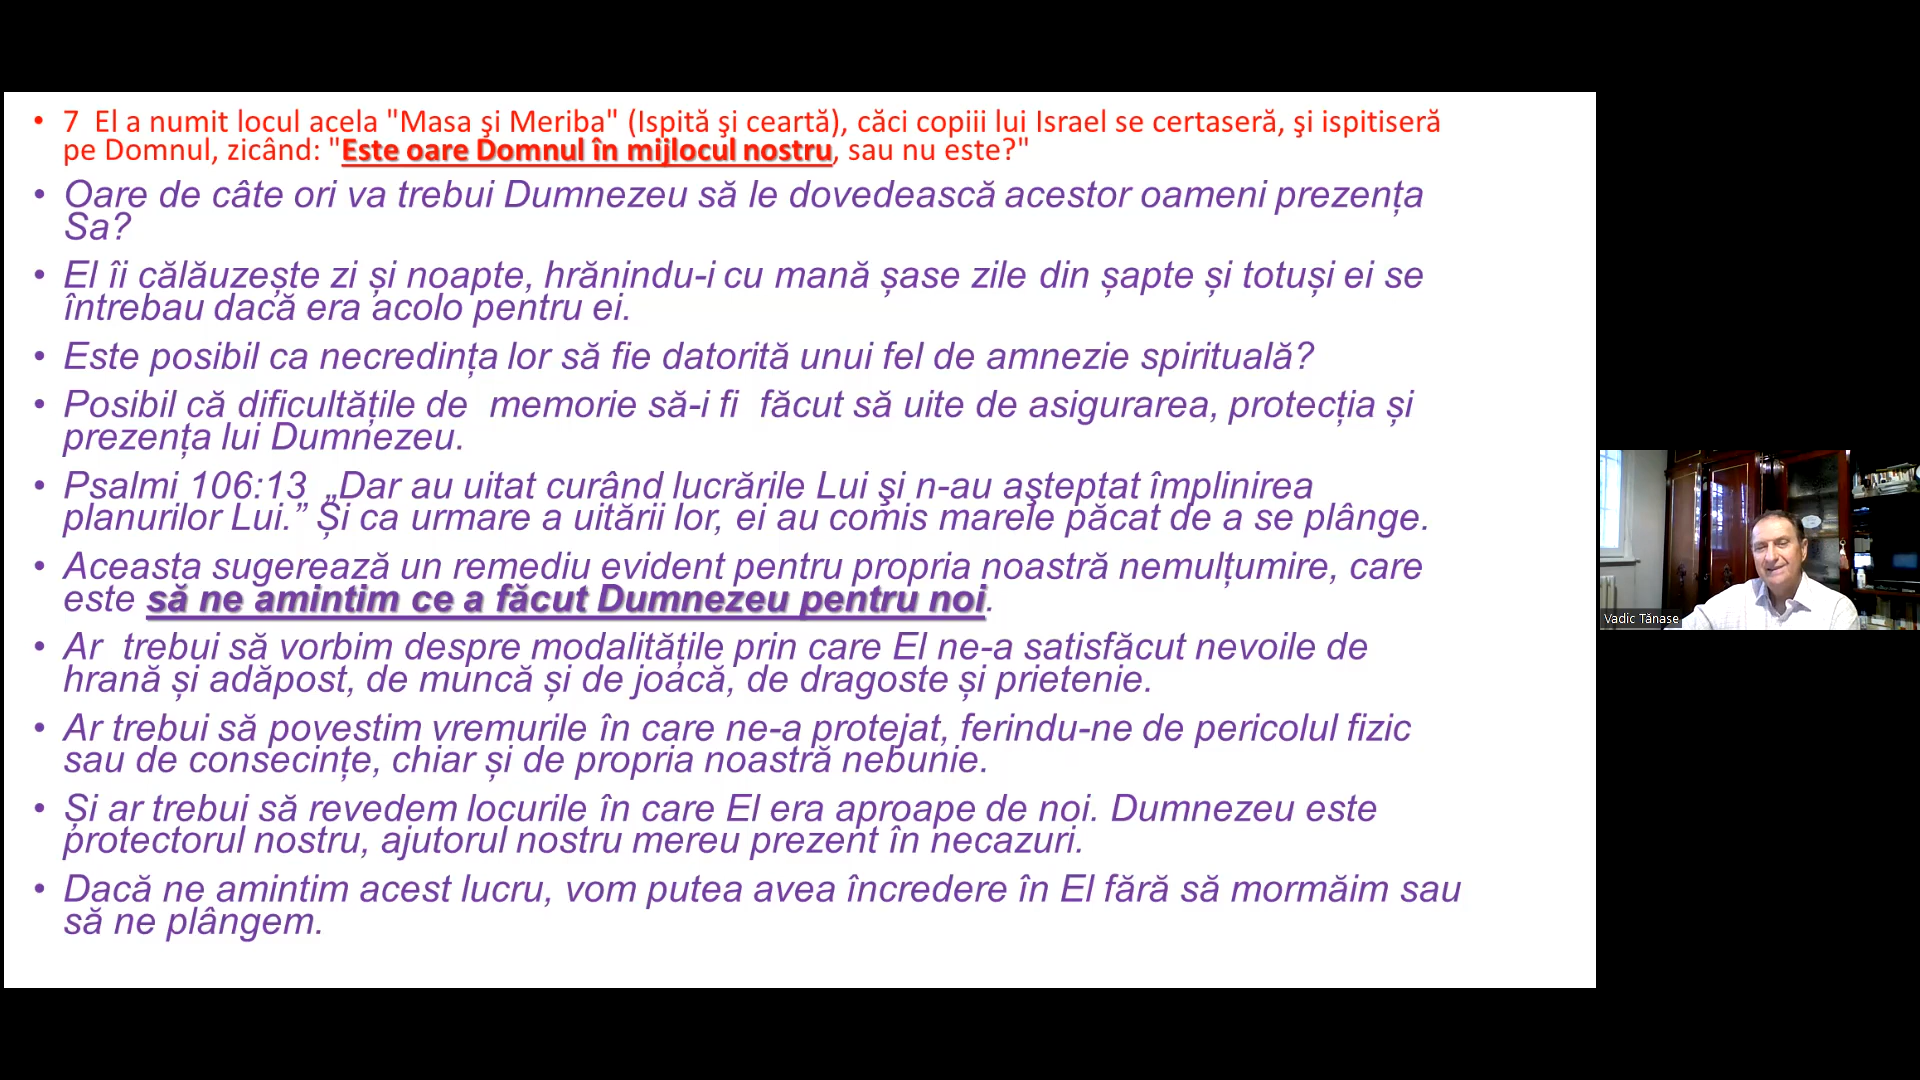 • 7  El a numit locul acela "Masa şi Meriba" (Ispită şi ceartă), căci copiii lui Israel se certaseră, şi ispitiseră
pe Domnul, zicând: "Este oare Domnul în mijlocul nostru, sau nu este?"
• Oare de câte ori va trebui Dumnezeu să le dovedească acestor oameni prezența
Sa?
• El îi călăuzește zi și noapte, hrănindu-i cu mană șase zile din șapte și totuși ei se
întrebau dacă era acolo pentru ei.
• Este posibil ca necredința lor să fie datorită unui fel de amnezie spirituală?
• Posibil că dificultățile de  memorie să-i fi  făcut să uite de asigurarea, protecția și
prezența lui Dumnezeu.
• Psalmi 106:13  „Dar au uitat curând lucrările Lui şi n-au aşteptat împlinirea
planurilor Lui.” Și ca urmare a uitării lor, ei au comis marele păcat de a se plânge.
• Aceasta sugerează un remediu evident pentru propria noastră nemulțumire, care
este să ne amintim ce a făcut Dumnezeu pentru noi.
• Ar  trebui să vorbim despre modalitățile prin care El ne-a satisfăcut nevoile de
hrană și adăpost, de muncă și de joacă, de dragoste și prietenie.
• Ar trebui să povestim vremurile în care ne-a protejat, ferindu-ne de pericolul fizic
sau de consecințe, chiar și de propria noastră nebunie.
• Și ar trebui să revedem locurile în care El era aproape de noi. Dumnezeu este
protectorul nostru, ajutorul nostru mereu prezent în necazuri.
• Dacă ne amintim acest lucru, vom putea avea încredere în El fără să mormăim sau
să ne plângem.
Vadic Tănase